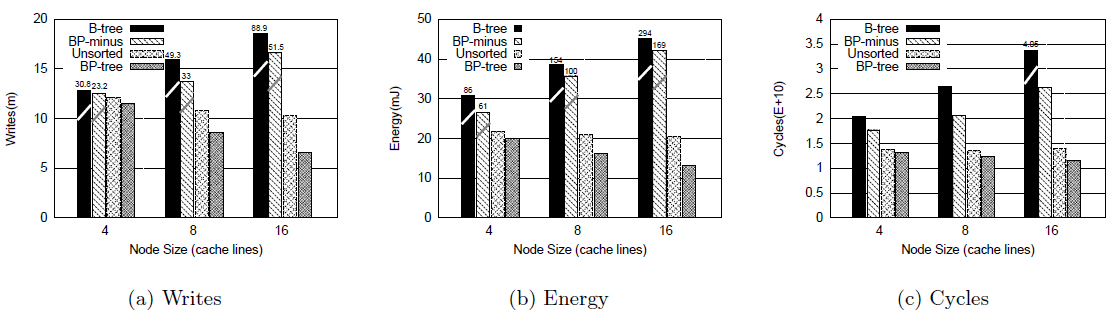 20
15
10
5
0
Writes(m)
B-tree
BP-minus
Unsorted
BP-tree
30.8
23.2
49.3
33
88.9
51.5
4
8
16
Node Size (cache lines)
(a) Writes
50
40
30
20
10
0
Energy(mJ)
B-tree
BP-minus
Unsorted
BP-tree
86
61
154
100
294
169
4
8
16
Node Size (cache lines)
(b) Energy
4
3.5
3
2.5
2
1.5
1
0.5
0
Cycles(E+10)
B-tree
BP-minus
Unsorted
BP-tree
4.05
4
8
16
Node Size (cache lines)
(c) Cycles